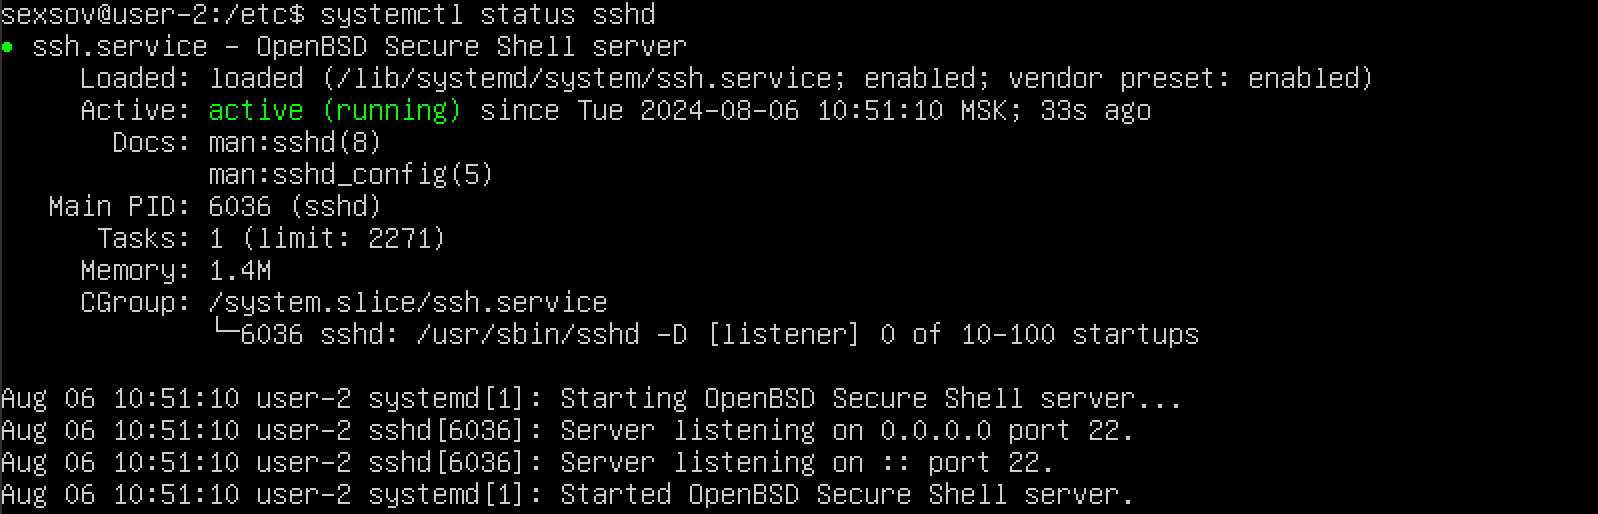 sexsov@user-2:/etc$ systemctl status sshd
● ssh.service - OpenBSD Secure Shell server
     Loaded: loaded (/lib/systemd/system/ssh.service; enabled; vendor preset: enabled)
     Active: active (running) since Tue 2024-08-06 10:51:10 MSK; 33s ago
       Docs: man:sshd(8)
             man:sshd_config(5)
   Main PID: 6036 (sshd)
      Tasks: 1 (limit: 2271)
     Memory: 1.4M
     CGroup: /system.slice/ssh.service
             └─6036 sshd: /usr/sbin/sshd -D [listener] 0 of 10-100 startups

Aug 06 10:51:10 user-2 systemd[1]: Starting OpenBSD Secure Shell server...
Aug 06 10:51:10 user-2 sshd[6036]: Server listening on 0.0.0.0 port 22.
Aug 06 10:51:10 user-2 sshd[6036]: Server listening on :: port 22.
Aug 06 10:51:10 user-2 systemd[1]: Started OpenBSD Secure Shell server.